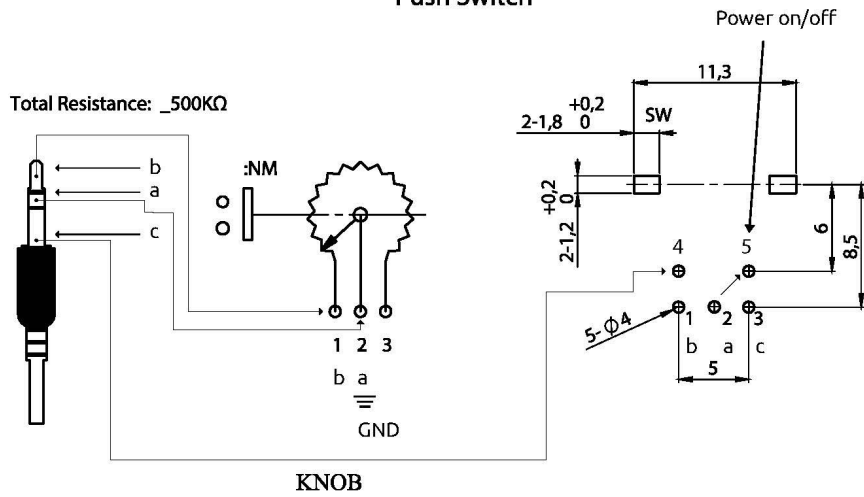 Push Switch
Power on/off
Total Resistance: _500KΩ
11,3
+0,2
2-1,8 0
SW
b
a
c
:NM
+0,2
2-1,2 0
6
8,5
4 5
1 2 3
b a c
5-Φ4
5
1 2 3
b a
GND
KNOB